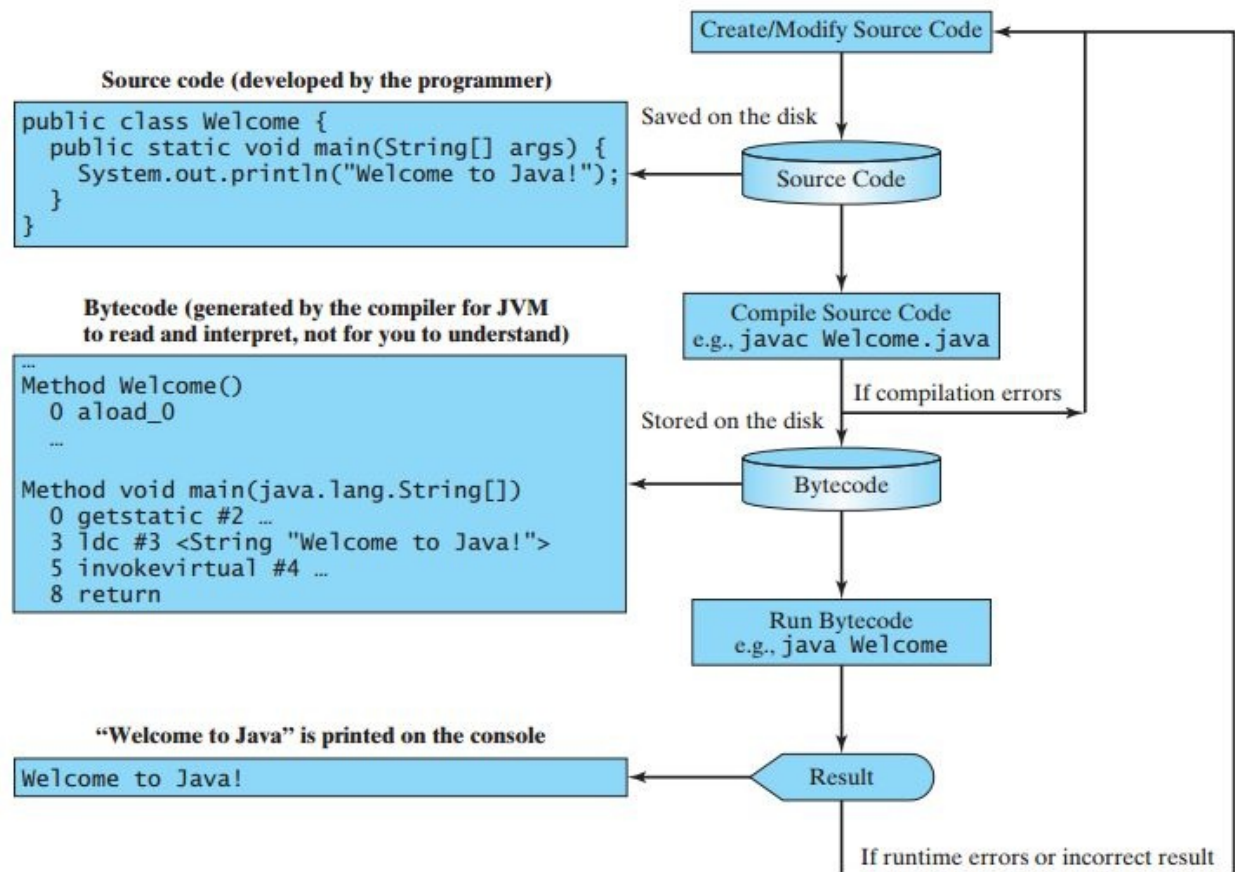 Create/Modify Source Code
Source code (developed by the programmer)
public class Welcome {
  public static void main(String[] args) {
    System.out.println("Welcome to Java!");
  }
}
Saved on the disk
Source Code
Bytecode (generated by the compiler for JVM
to read and interpret, not for you to understand)
…
Method Welcome()
  0 aload_0
  …
Method void main(java.lang.String[])
  0 getstatic #2 …
  3 ldc #3 <String "Welcome to Java!">
  5 invokevirtual #4 …
  8 return
Compile Source Code
e.g., javac Welcome.java
If compilation errors
Stored on the disk
Bytecode
Run Bytecode
e.g., java Welcome
“Welcome to Java” is printed on the console
Welcome to Java!
Result
If runtime errors or incorrect result